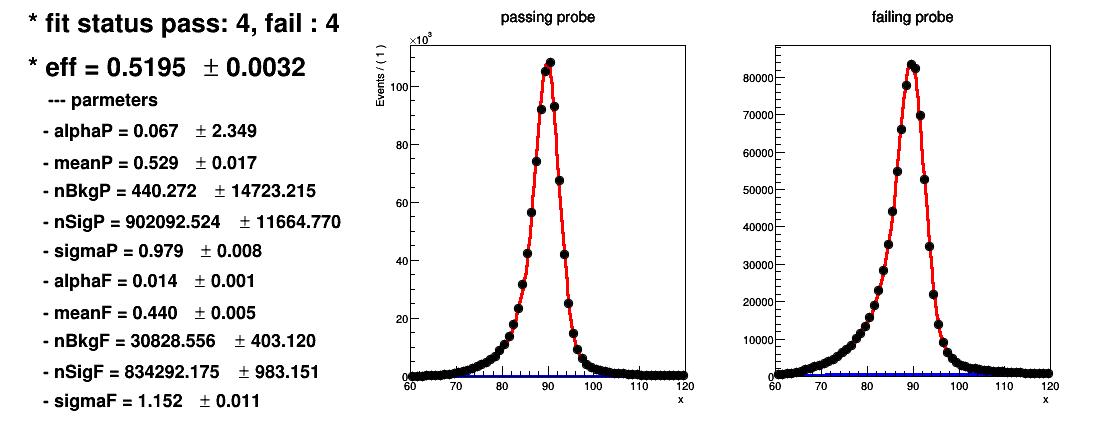 * fit status pass: 4, fail : 4
* eff = 0.5195 ± 0.0032
--- parmeters
- alphaP = 0.067 ± 2.349
- meanP = 0.529 ± 0.017
- nBkgP = 440.272 ± 14723.215
- nSigP = 902092.524 ± 11664.770
- sigmaP = 0.979 ± 0.008
- alphaF = 0.014 ± 0.001
- meanF = 0.440 ± 0.005
- nBkgF = 30828.556 ± 403.120
- nSigF = 834292.175 ± 983.151
- sigmaF = 1.152 ± 0.011
passing probe
×10³
Events / ( 1 )
100
80
60
40
20
0
60 70 80 90 100 110 120
x
failing probe
80000
70000
60000
50000
40000
30000
20000
10000
0
60 70 80 90 100 110 120
x